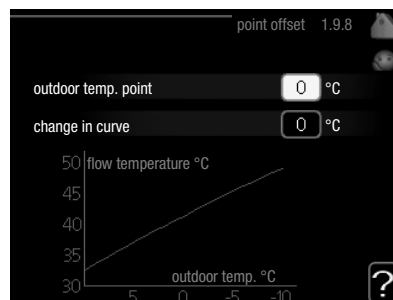 point offset 1.9.8
outdoor temp. point 0 °C
change in curve 0 °C
50 flow temperature °C
45
40
35
outdoor temp. °C
30
5 0 -5 -10
?